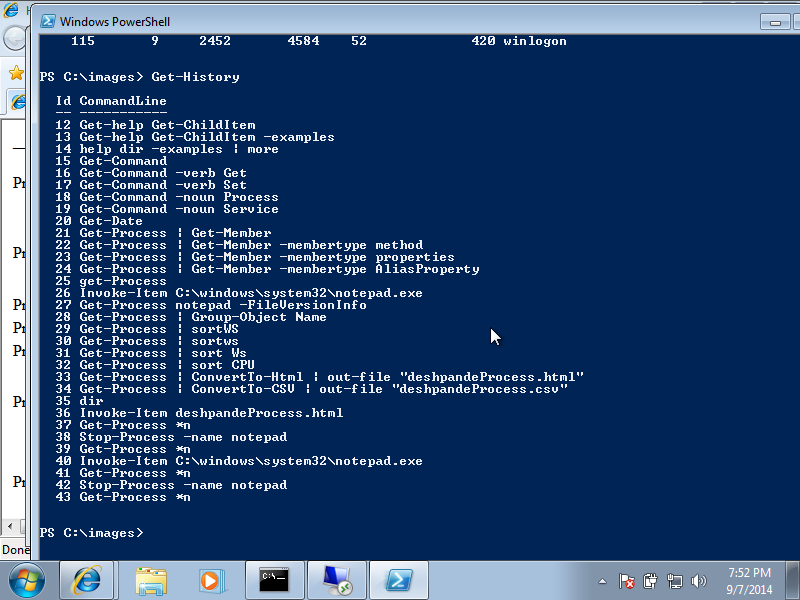 Windows PowerShell
115 9 2452 4584 52 420 winlogon
PS C:\images> Get-History
Id CommandLine
-- -----------
12 Get-help Get-ChildItem
13 Get-help Get-ChildItem -examples
14 help dir -examples | more
15 Get-Command
16 Get-Command -verb Get
17 Get-Command -verb Set
18 Get-Command -noun Process
19 Get-Command -noun Service
20 Get-Date
21 Get-Process | Get-Member
22 Get-Process | Get-Member -membertype method
23 Get-Process | Get-Member -membertype properties
24 Get-Process | Get-Member -membertype AliasProperty
25 get-Process
26 Invoke-Item C:\windows\system32\notepad.exe
27 Get-Process notepad -FileVersionInfo
28 Get-Process | Group-Object Name
29 Get-Process | sortWS
30 Get-Process | sortws
31 Get-Process | sort Ws
32 Get-Process | sort CPU
33 Get-Process | ConvertTo-Html | out-file "deshpandeProcess.html"
34 Get-Process | ConvertTo-CSV | out-file "deshpandeProcess.csv"
35 dir
36 Invoke-Item deshpandeProcess.html
37 Get-Process *n
38 Stop-Process -name notepad
39 Get-Process *n
40 Invoke-Item C:\windows\system32\notepad.exe
41 Get-Process *n
42 Stop-Process -name notepad
43 Get-Process *n
PS C:\images>
Pr
Pr
Pr
Pr
Pr
Pr
Pr
Done
C:\_
7:52 PM
9/7/2014